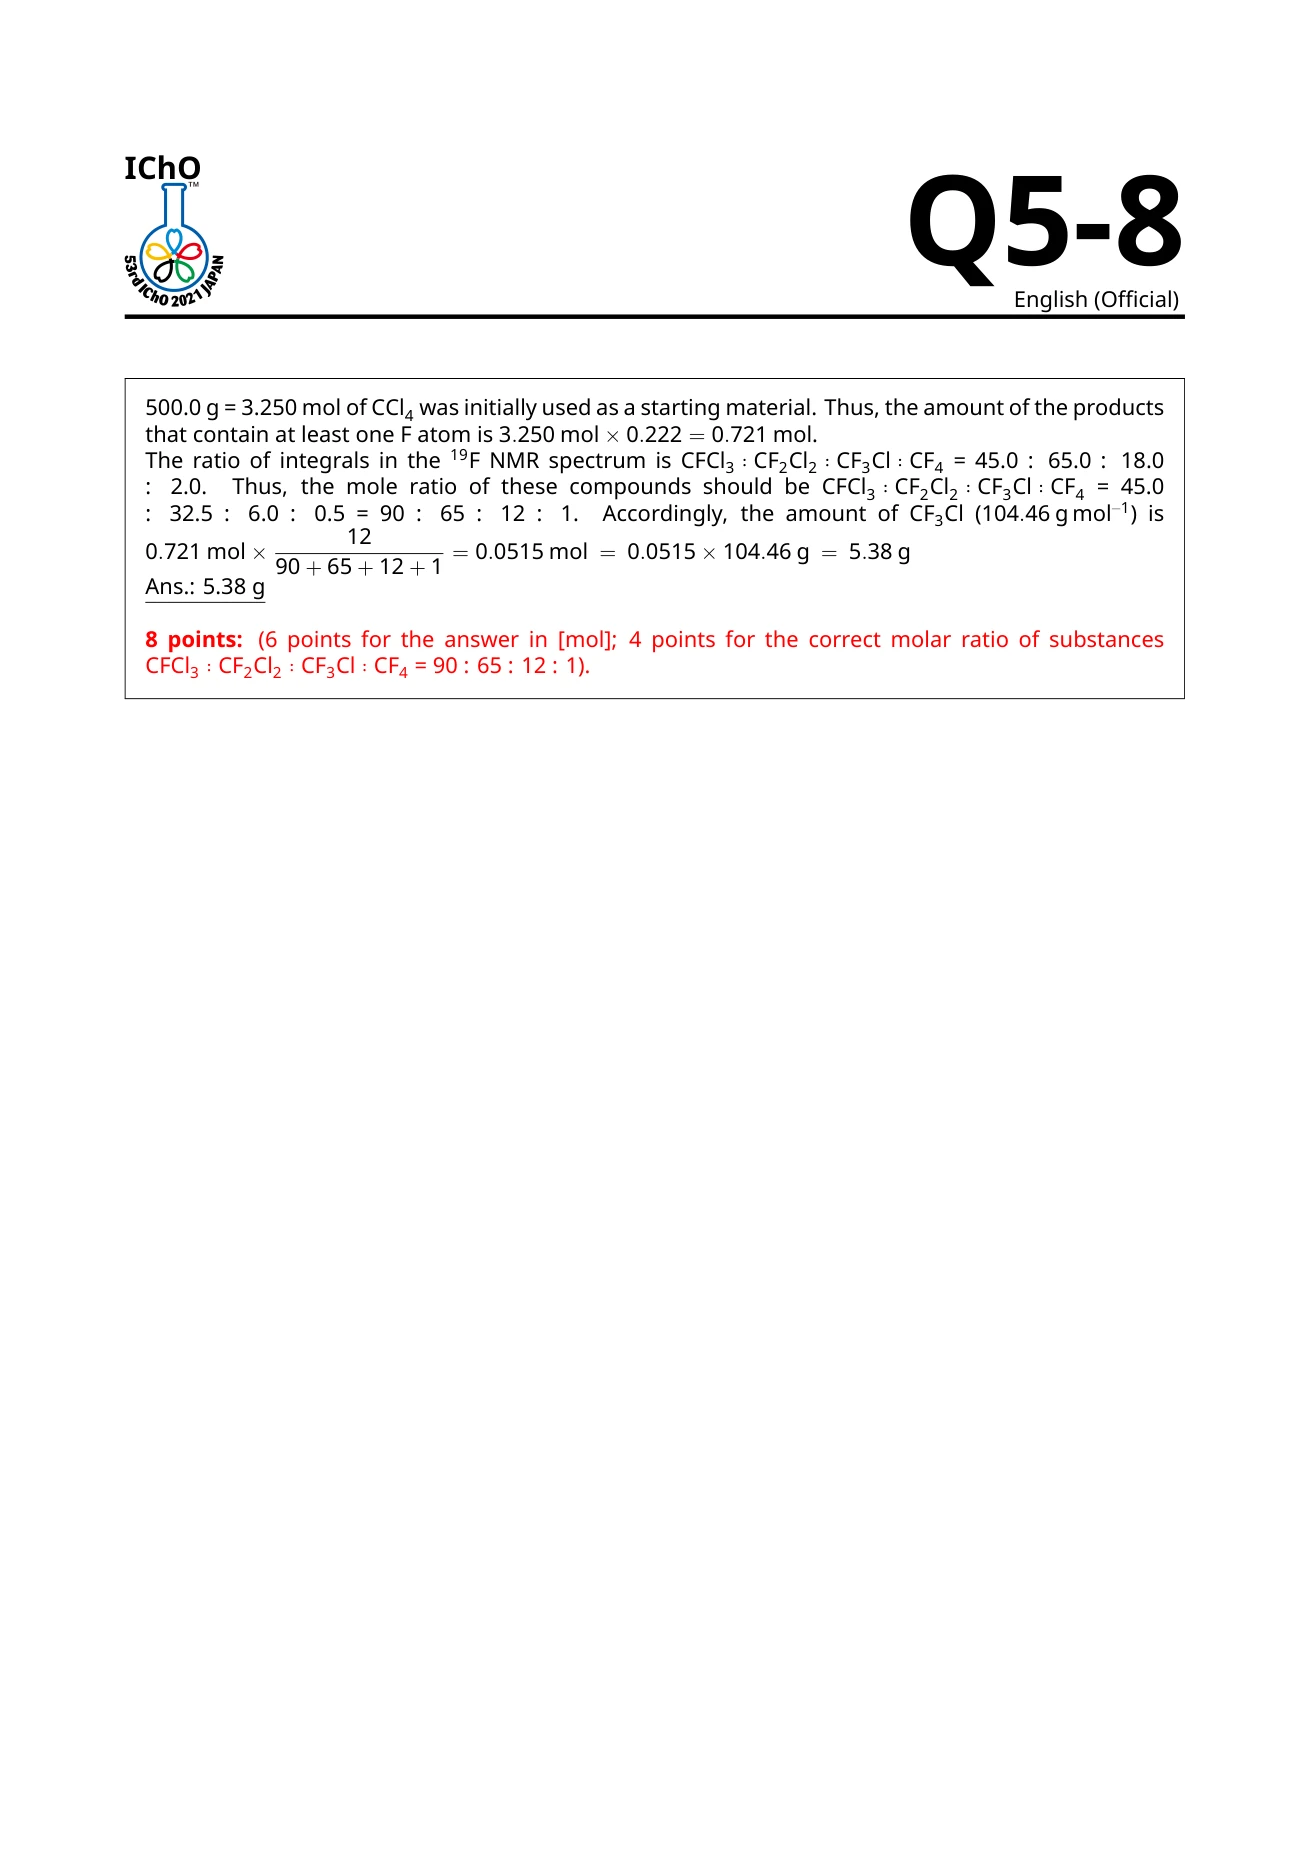 IChO
™
53rd IChO 2021 JAPAN
Q5-8
English (Official)
500.0 g = 3.250 mol of CCl₄ was initially used as a starting material. Thus, the amount of the products
that contain at least one F atom is 3.250 mol × 0.222 = 0.721 mol.
The ratio of integrals in the ¹⁹F NMR spectrum is CFCl₃ : CF₂Cl₂ : CF₃Cl : CF₄ = 45.0 : 65.0 : 18.0
: 2.0. Thus, the mole ratio of these compounds should be CFCl₃ : CF₂Cl₂ : CF₃Cl : CF₄ = 45.0
: 32.5 : 6.0 : 0.5 = 90 : 65 : 12 : 1. Accordingly, the amount of CF₃Cl (104.46 g mol⁻¹) is
0.721 mol × 12 / (90 + 65 + 12 + 1) = 0.0515 mol = 0.0515 × 104.46 g = 5.38 g
Ans.: 5.38 g
8 points: (6 points for the answer in [mol]; 4 points for the correct molar ratio of substances
CFCl₃ : CF₂Cl₂ : CF₃Cl : CF₄ = 90 : 65 : 12 : 1).